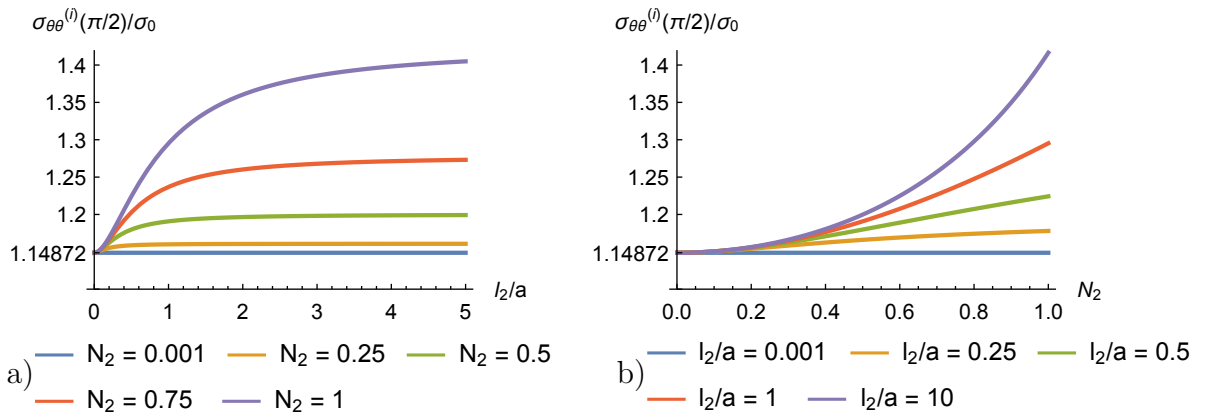 σθθ⁽ⁱ⁾(π/2)/σ₀
1.4
1.35
1.3
1.25
1.2
1.14872
0 1 2 3 4 5
l₂/a
N₂ = 0.001 N₂ = 0.25 N₂ = 0.5
a)
N₂ = 0.75 N₂ = 1
σθθ⁽ⁱ⁾(π/2)/σ₀
1.4
1.35
1.3
1.25
1.2
1.14872
0.0 0.2 0.4 0.6 0.8 1.0
N₂
l₂/a = 0.001 l₂/a = 0.25 l₂/a = 0.5
b)
l₂/a = 1 l₂/a = 10